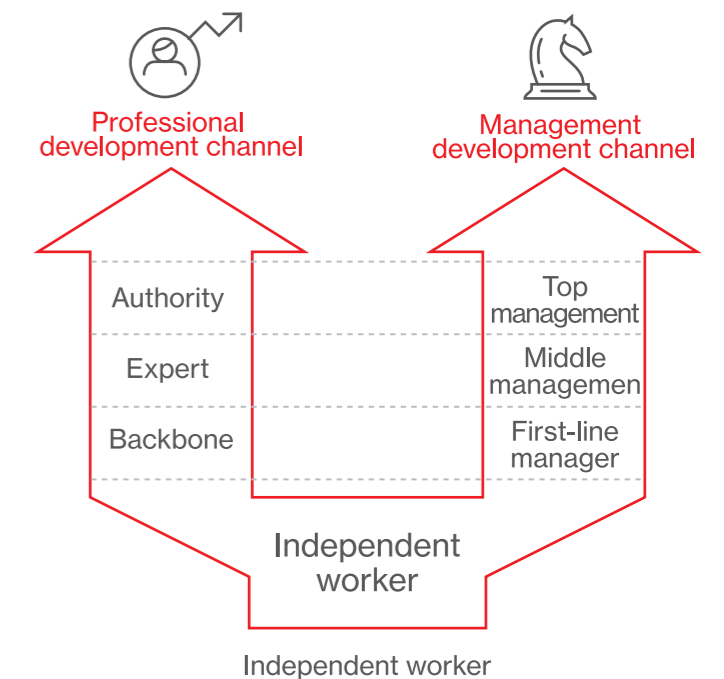 Professional
development channel
Management
development channel
Authority
Top
management
Expert
Middle
managemen
Backbone
First-line
manager
Independent
worker
Independent worker